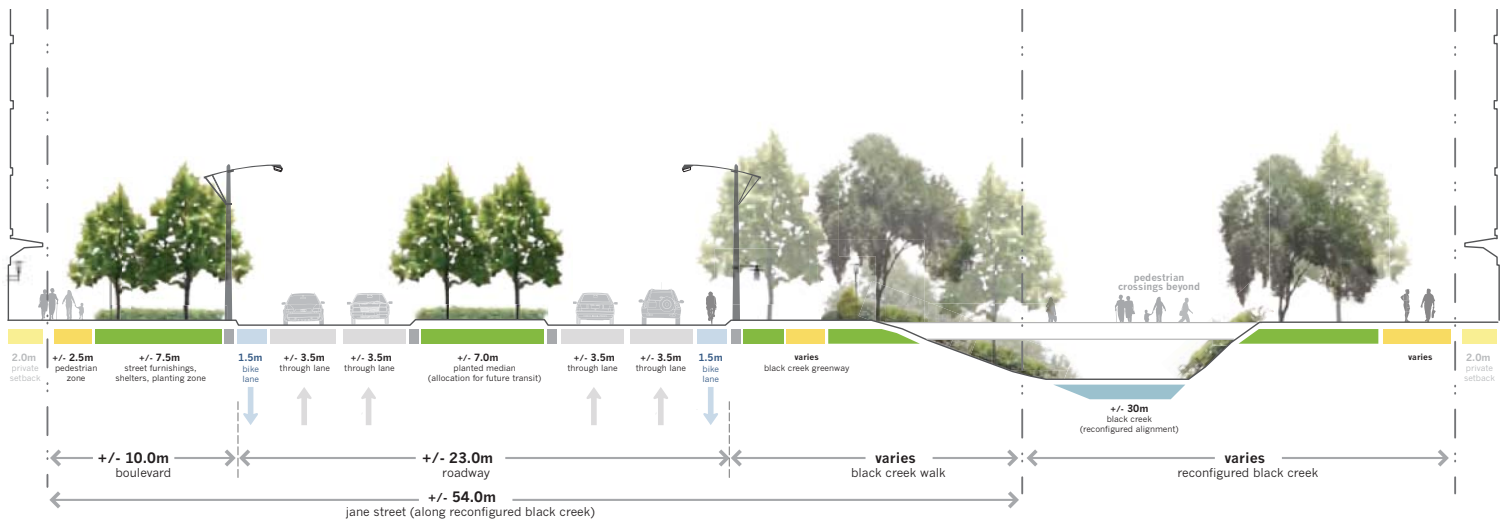 pedestrian
crossings beyond
2.0m
private
setback
+/- 2.5m
pedestrian
zone
+/- 7.5m
street furnishings,
shelters, planting zone
1.5m
bike
lane
+/- 3.5m
through lane
+/- 3.5m
through lane
+/- 7.0m
planted median
(allocation for future transit)
+/- 3.5m
through lane
+/- 3.5m
through lane
1.5m
bike
lane
varies
black creek greenway
+/- 30m
black creek
(reconfigured alignment)
varies
2.0m
private
setback
+/- 10.0m
boulevard
+/- 23.0m
roadway
varies
black creek walk
varies
reconfigured black creek
+/- 54.0m
jane street (along reconfigured black creek)